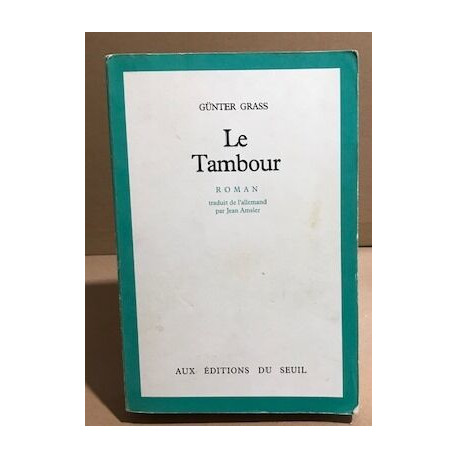 GÜNTER GRASS
Le
Tambour
ROMAN
traduit de l'allemand
par Jean Amsler
AUX ÉDITIONS DU SEUIL